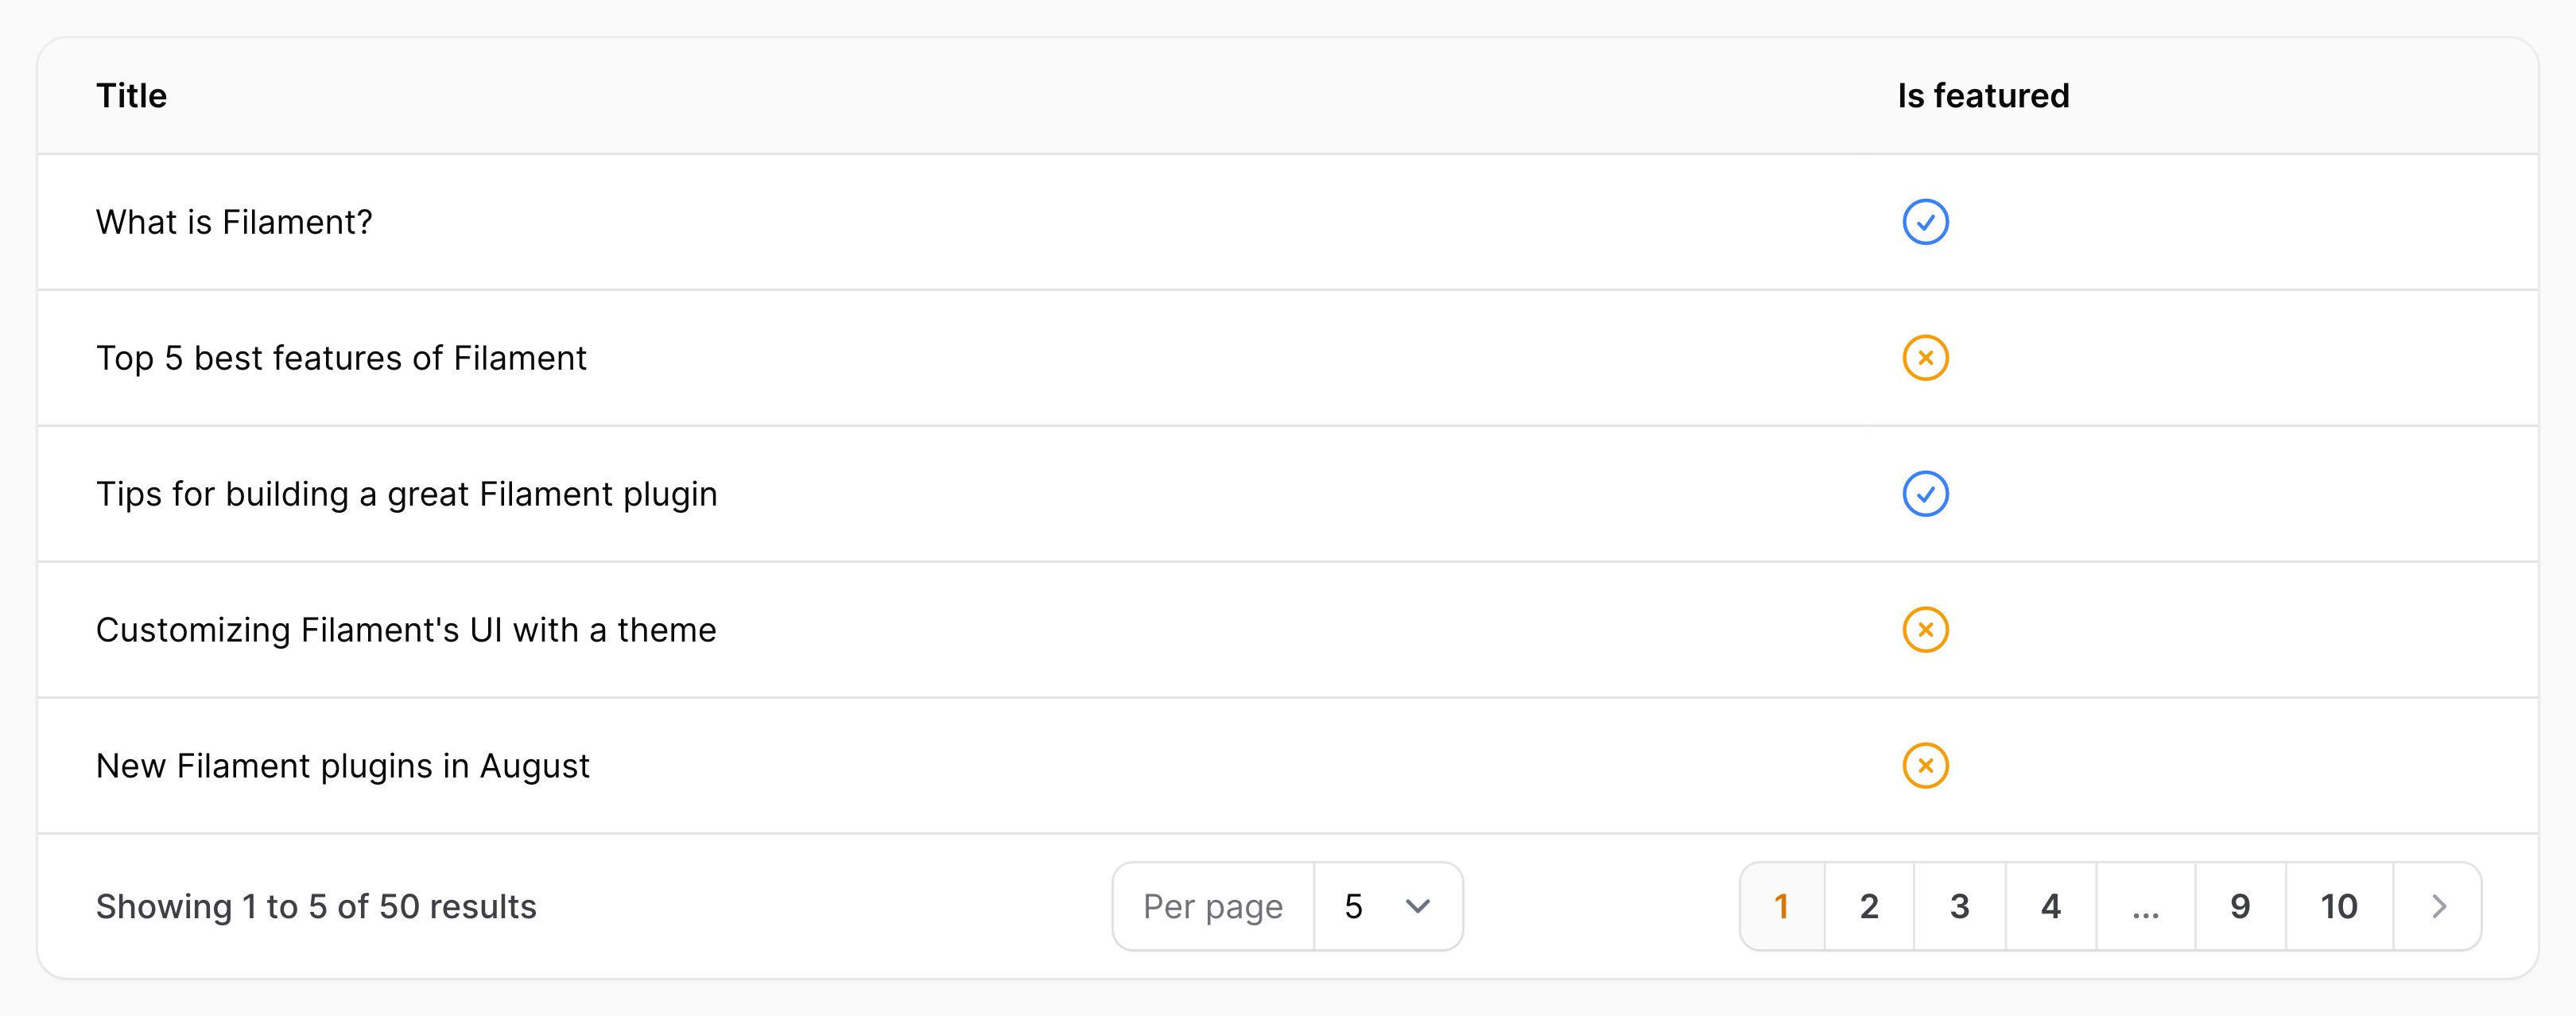 Title Is featured
What is Filament?
Top 5 best features of Filament
Tips for building a great Filament plugin
Customizing Filament's UI with a theme
New Filament plugins in August
Showing 1 to 5 of 50 results Per page 5 1 2 3 4 ... 9 10